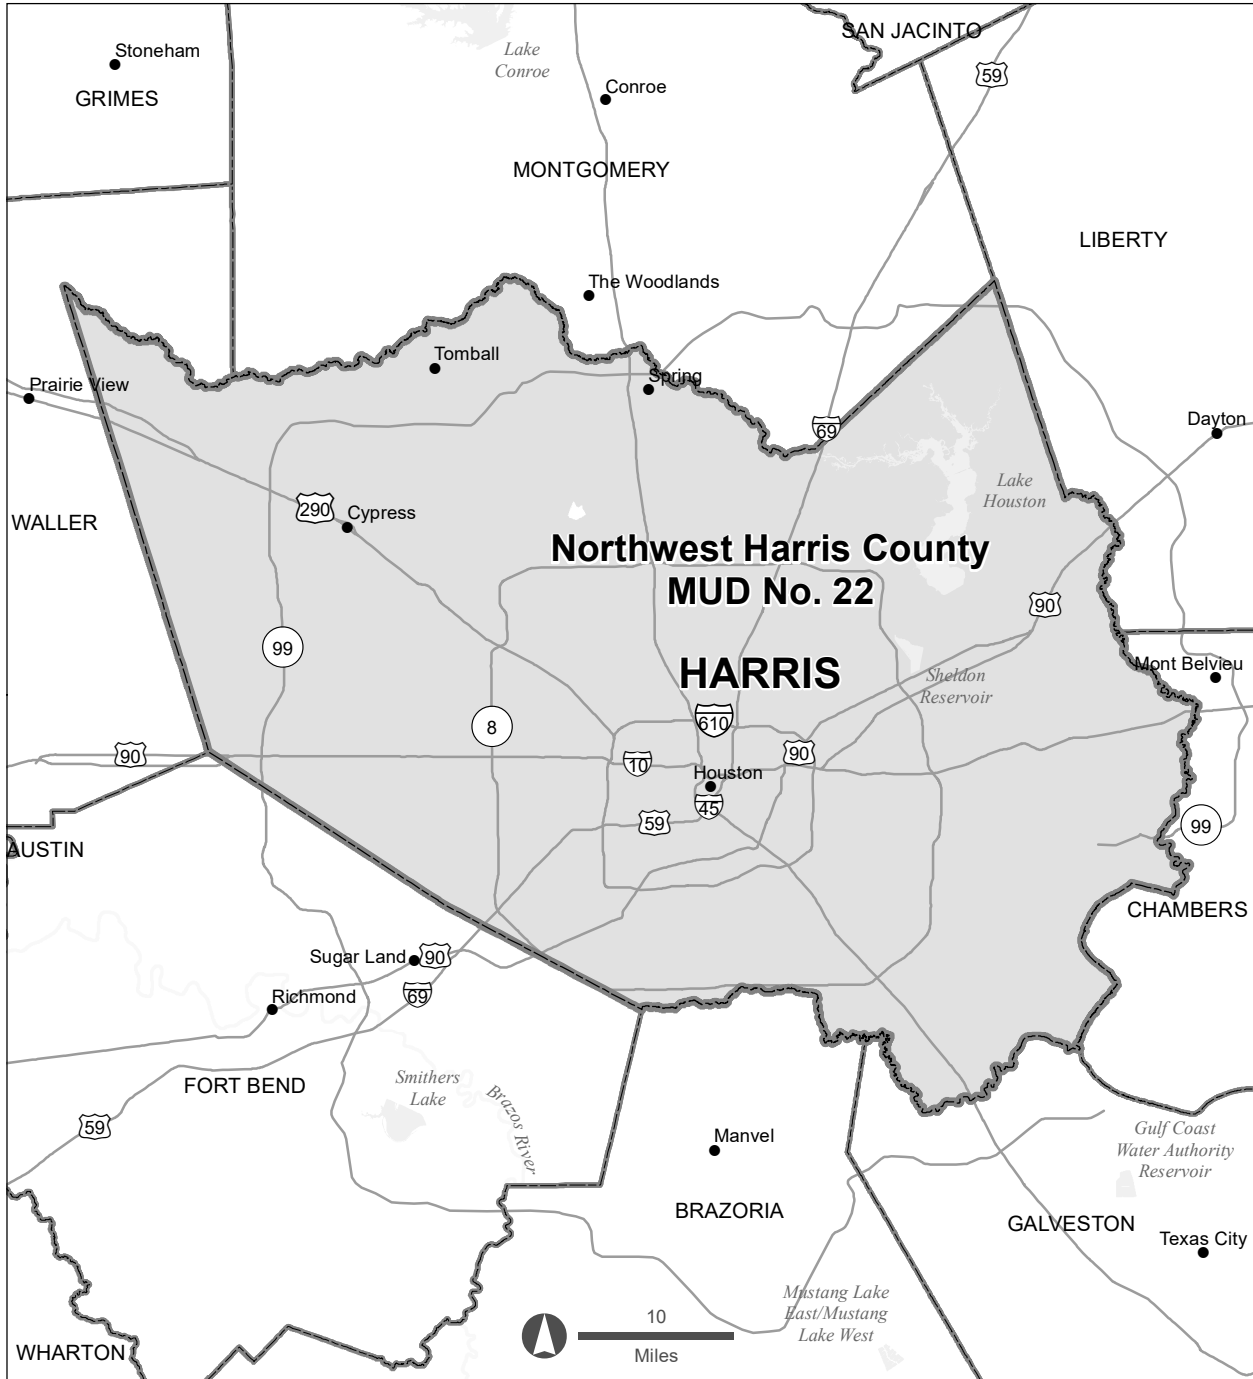 SAN JACINTO
Stoneham
Lake
Conroe
59
Conroe
GRIMES
MONTGOMERY
LIBERTY
The Woodlands
Tomball
Spring
Prairie View
Dayton
69
Lake
Houston
290
Cypress
WALLER
Northwest Harris County
MUD No. 22
90
99
Mont Belvieu
HARRIS
Sheldon
Reservoir
610
8
90
90
10
Houston
45
59
99
AUSTIN
CHAMBERS
Sugar Land
90
69
Richmond
Smithers
Lake
FORT BEND
Brazos River
59
Manvel
Gulf Coast
Water Authority
Reservoir
BRAZORIA
GALVESTON
Texas City
Mustang Lake
East/Mustang
Lake West
10
Miles
WHARTON